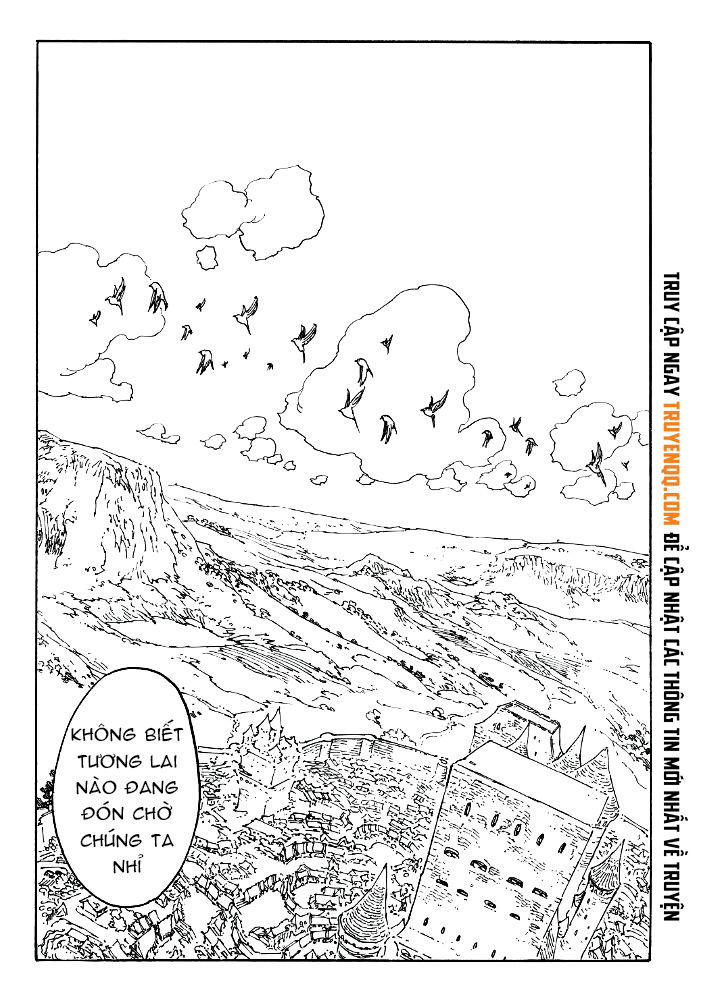 KHÔNG BIẾT
TƯƠNG LAI
NÀO ĐANG
ĐÓN CHỜ
CHÚNG TA
NHỈ
TRUY CẬP NGAY TRUYENQQ.COM ĐỂ CẬP NHẬT CÁC THÔNG TIN MỚI NHẤT VỀ TRUYỆN